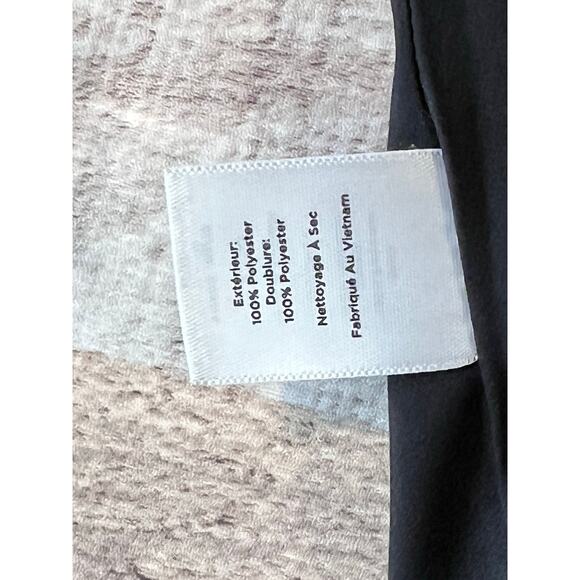 Extérieur:
100% Polyester
Doublure:
100% Polyester
Nettoyage À Sec
Fabriqué Au Vietnam